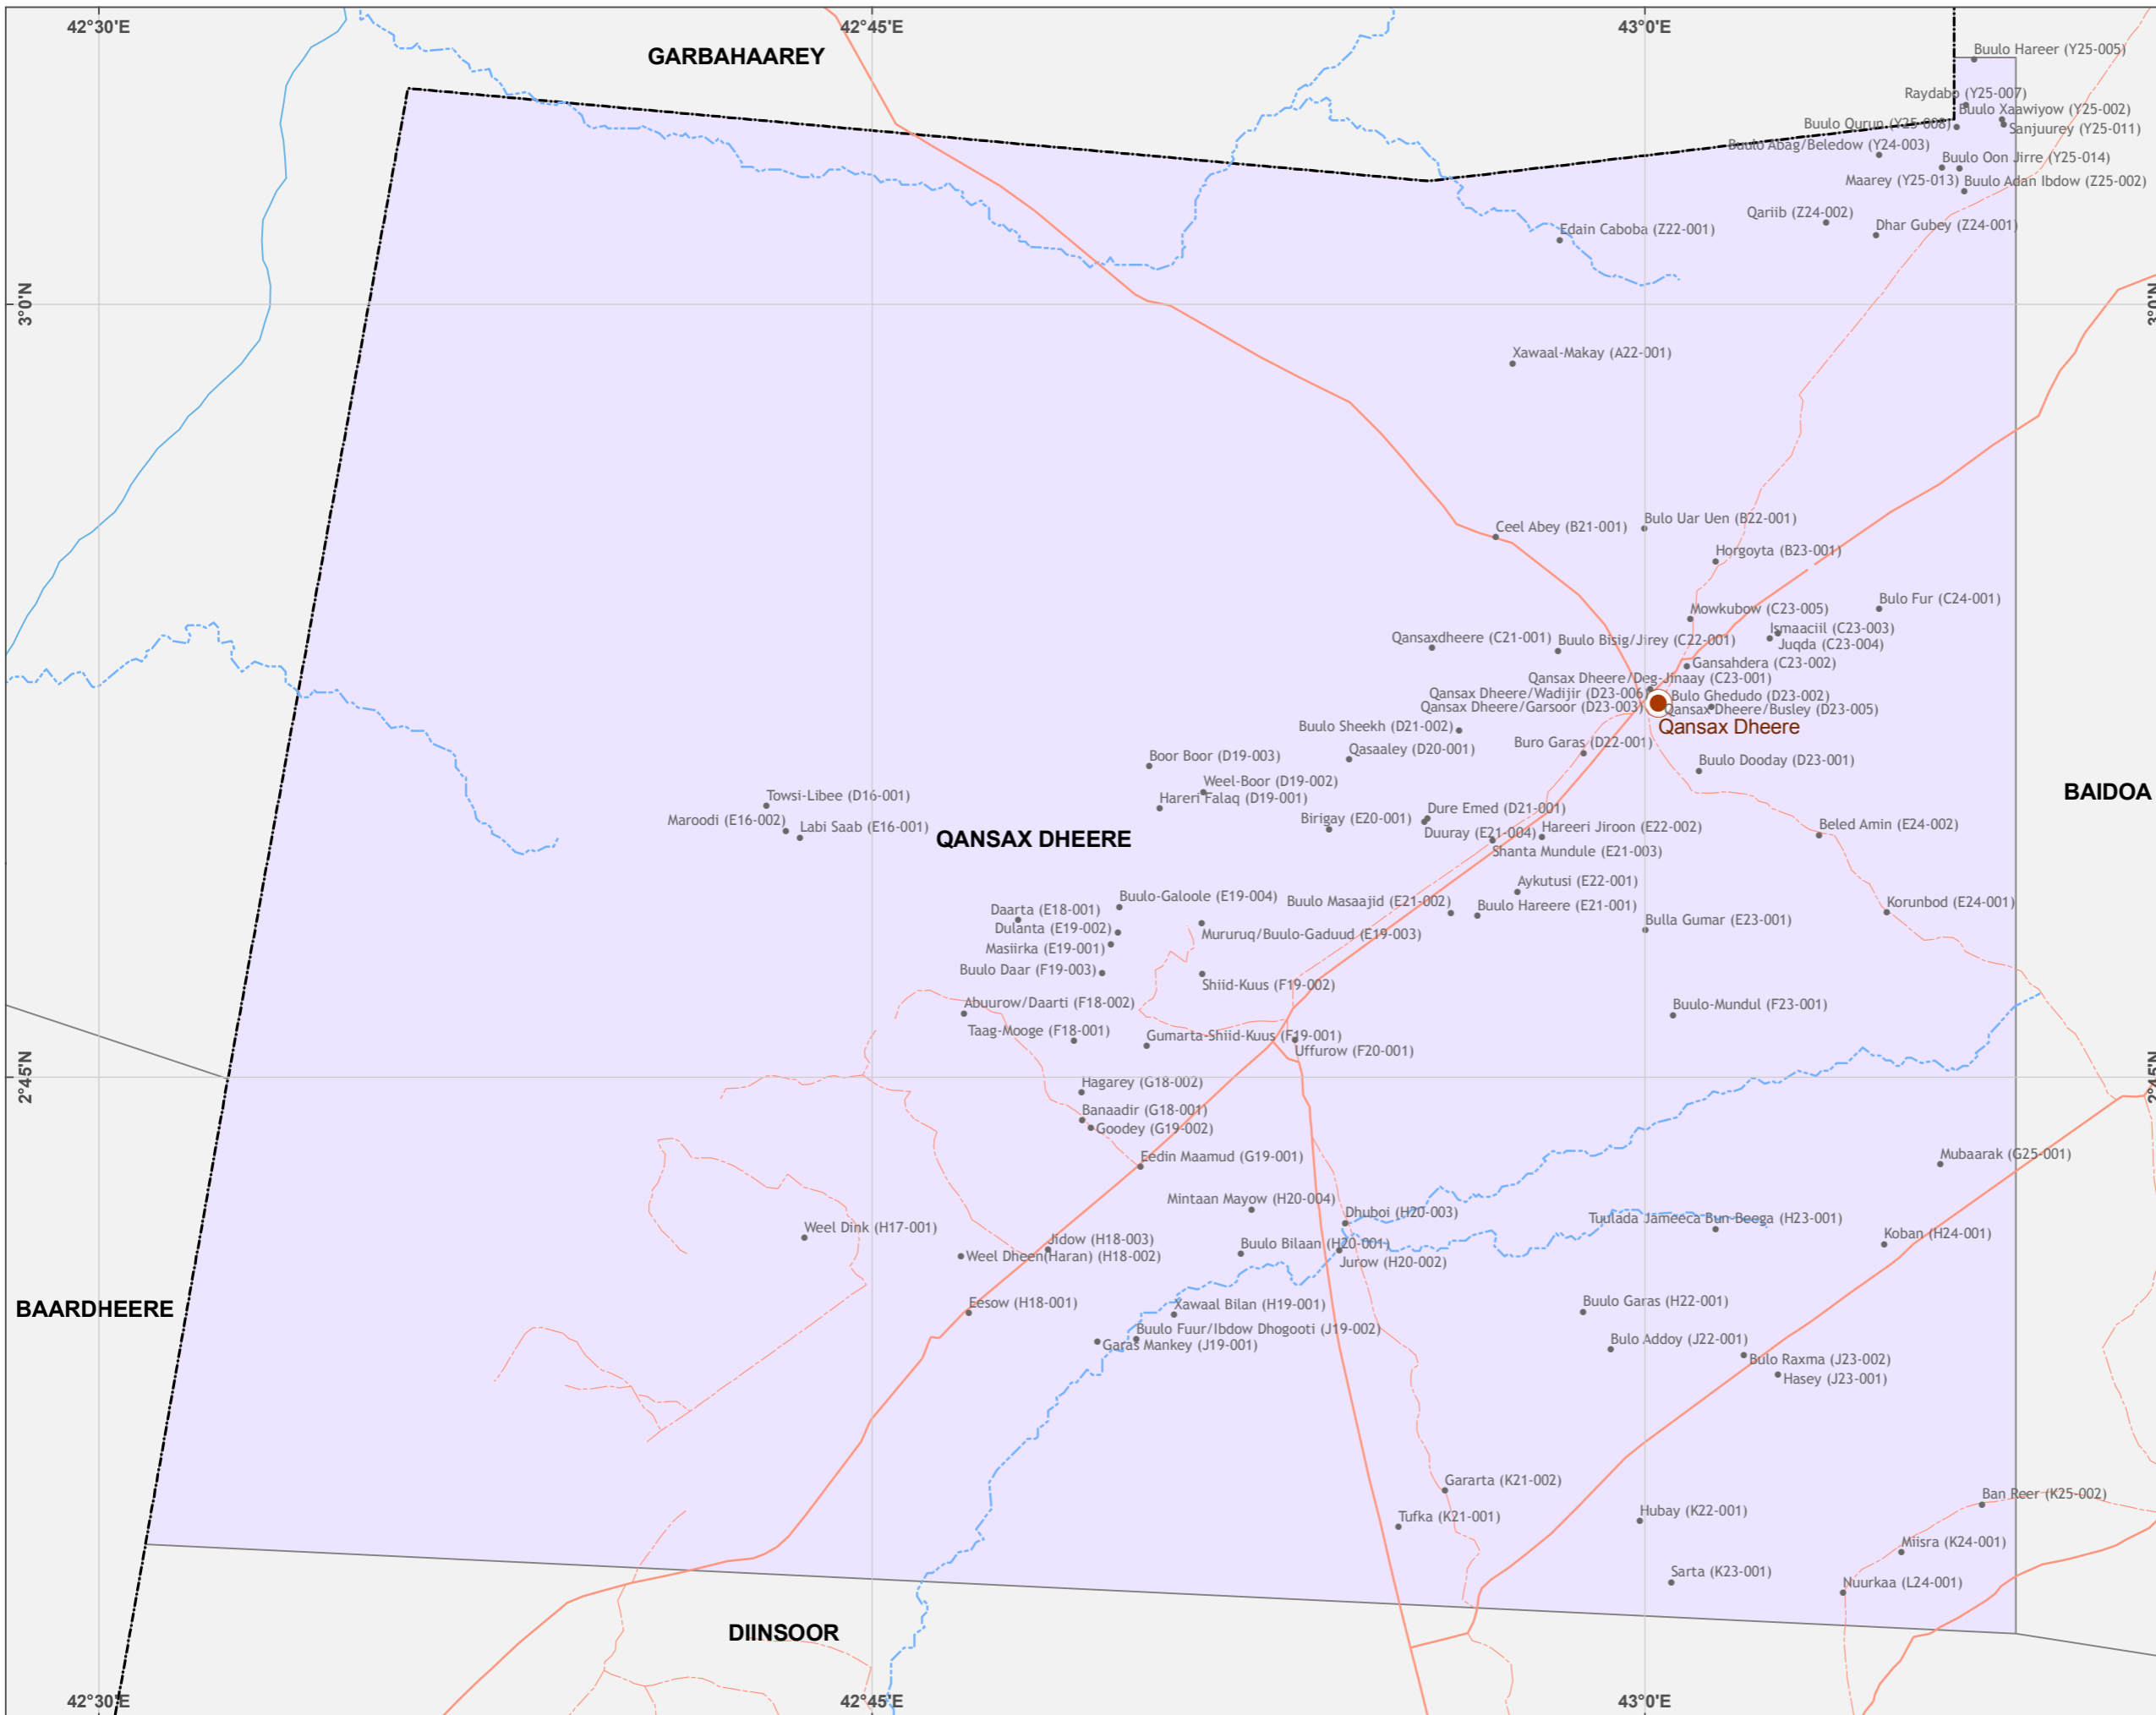 42°30'E
42°45'E
43°0'E
GARBAHAAREY
Buulo Hareer (Y25-005)
Raydabo (Y25-007)
Buulo Xaawiyow (Y25-002)
Buulo Qurun (Y25-008)
Sanjuurey (Y25-011)
Buulo Abag/Beledow (Y24-003)
Buulo Oon Jirre (Y25-014)
Maarey (Y25-013)
Buulo Adan Ibdow (Z25-002)
Qariib (Z24-002)
Dhar Gubey (Z24-001)
Edain Caboba (Z22-001)
3°0'N
3°0'N
Xawaal-Makay (A22-001)
Bulo Uar Uen (B22-001)
Ceel Abey (B21-001)
Horgoyta (B23-001)
Bulo Fur (C24-001)
Mowkubow (C23-005)
Ismaaciil (C23-003)
Qansaxdheere (C21-001)
Buulo Bisig/Jirey (C22-001)
Juqda (C23-004)
Gansahdera (C23-002)
Qansax Dheere/Deg-Jinaay (C23-001)
Qansax Dheere/Wadijir (D23-006)
Bulo Ghedudo (D23-002)
Qansax Dheere/Garsoor (D23-003)
Qansax Dheere/Busley (D23-005)
Qansax Dheere
Buulo Sheekh (D21-002)
Buro Garas (D22-001)
Qasaaley (D20-001)
Boor Boor (D19-003)
Buulo Dooday (D23-001)
Weel-Boor (D19-002)
BAIDOA
Towsi-Libee (D16-001)
Hareri Falaq (D19-001)
Dure Emed (D21-001)
Maroodi (E16-002)
Labi Saab (E16-001)
Birigay (E20-001)
Duuray (E21-004)
Hareeri Jiroon (E22-002)
Beled Amin (E24-002)
QANSAX DHEERE
Shanta Mundule (E21-003)
Aykutusi (E22-001)
Buulo-Galoole (E19-004)
Buulo Masaajid (E21-002)
Buulo Hareere (E21-001)
Korunbod (E24-001)
Daarta (E18-001)
Bulla Gumar (E23-001)
Dulanta (E19-002)
Mururuq/Buulo-Gaduud (E19-003)
Masiirka (E19-001)
Buulo Daar (F19-003)
Shiid-Kuus (F19-002)
Abuurow/Daarti (F18-002)
Buulo-Mundul (F23-001)
Taag-Mooge (F18-001)
Gumarta-Shiid-Kuus (F19-001)
Uffurow (F20-001)
2°45'N
2°45'N
Hagarey (G18-002)
Banaadir (G18-001)
Goodey (G19-002)
Eedin Maamud (G19-001)
Mubaarak (G25-001)
Mintaan Mayow (H20-004)
Dhuboi (H20-003)
Tuulada Jameeca Bun Beega (H23-001)
Weel Dink (H17-001)
Jidow (H18-003)
Koban (H24-001)
Buulo Bilaan (H20-001)
Weel Dheen(Haran) (H18-002)
Jurow (H20-002)
BAARDHEERE
Eesow (H18-001)
Xawaal Bilan (H19-001)
Buulo Garas (H22-001)
Buulo Fuur/Ibdow Dhogooti (J19-002)
Garas Mankey (J19-001)
Bulo Addoy (J22-001)
Bulo Raxma (J23-002)
Hasey (J23-001)
Gararta (K21-002)
Ban Reer (K25-002)
Tufka (K21-001)
Hubay (K22-001)
Miisra (K24-001)
Sarta (K23-001)
Nuurkaa (L24-001)
DIINSOOR
42°30'E
42°45'E
43°0'E